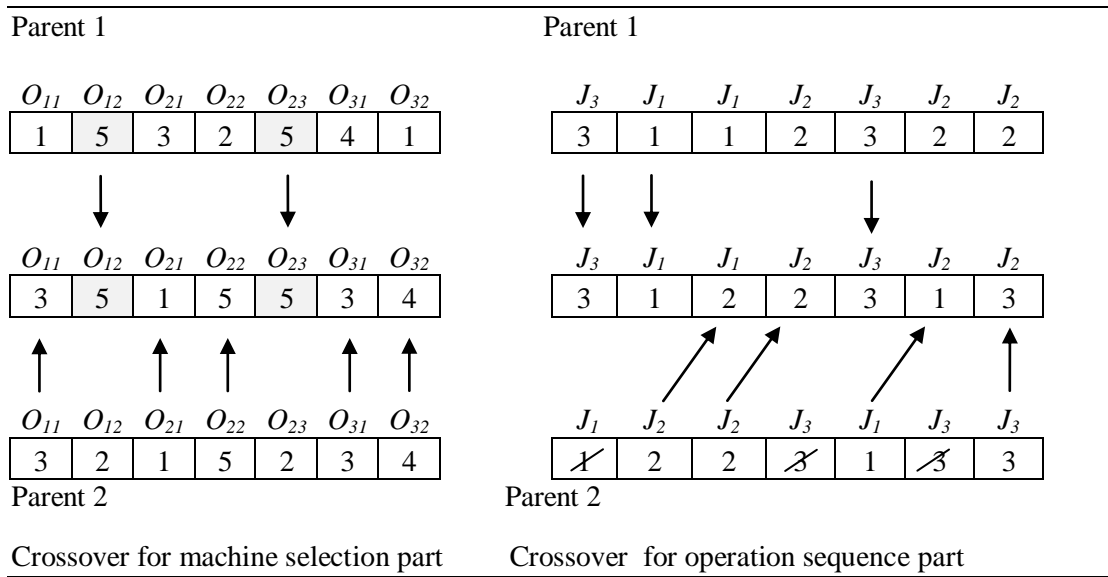 Parent 1 Parent 1
O11 O12 O21 O22 O23 O31 O32 J3 J1 J1 J2 J3 J2 J2
1 5 3 2 5 4 1 3 1 1 2 3 2 2
O11 O12 O21 O22 O23 O31 O32 J3 J1 J1 J2 J3 J2 J2
3 5 1 5 5 3 4 3 1 2 2 3 1 3
O11 O12 O21 O22 O23 O31 O32 J1 J2 J2 J3 J1 J3 J3
3 2 1 5 2 3 4 1 2 2 3 1 3 3
Parent 2 Parent 2
Crossover for machine selection part Crossover for operation sequence part